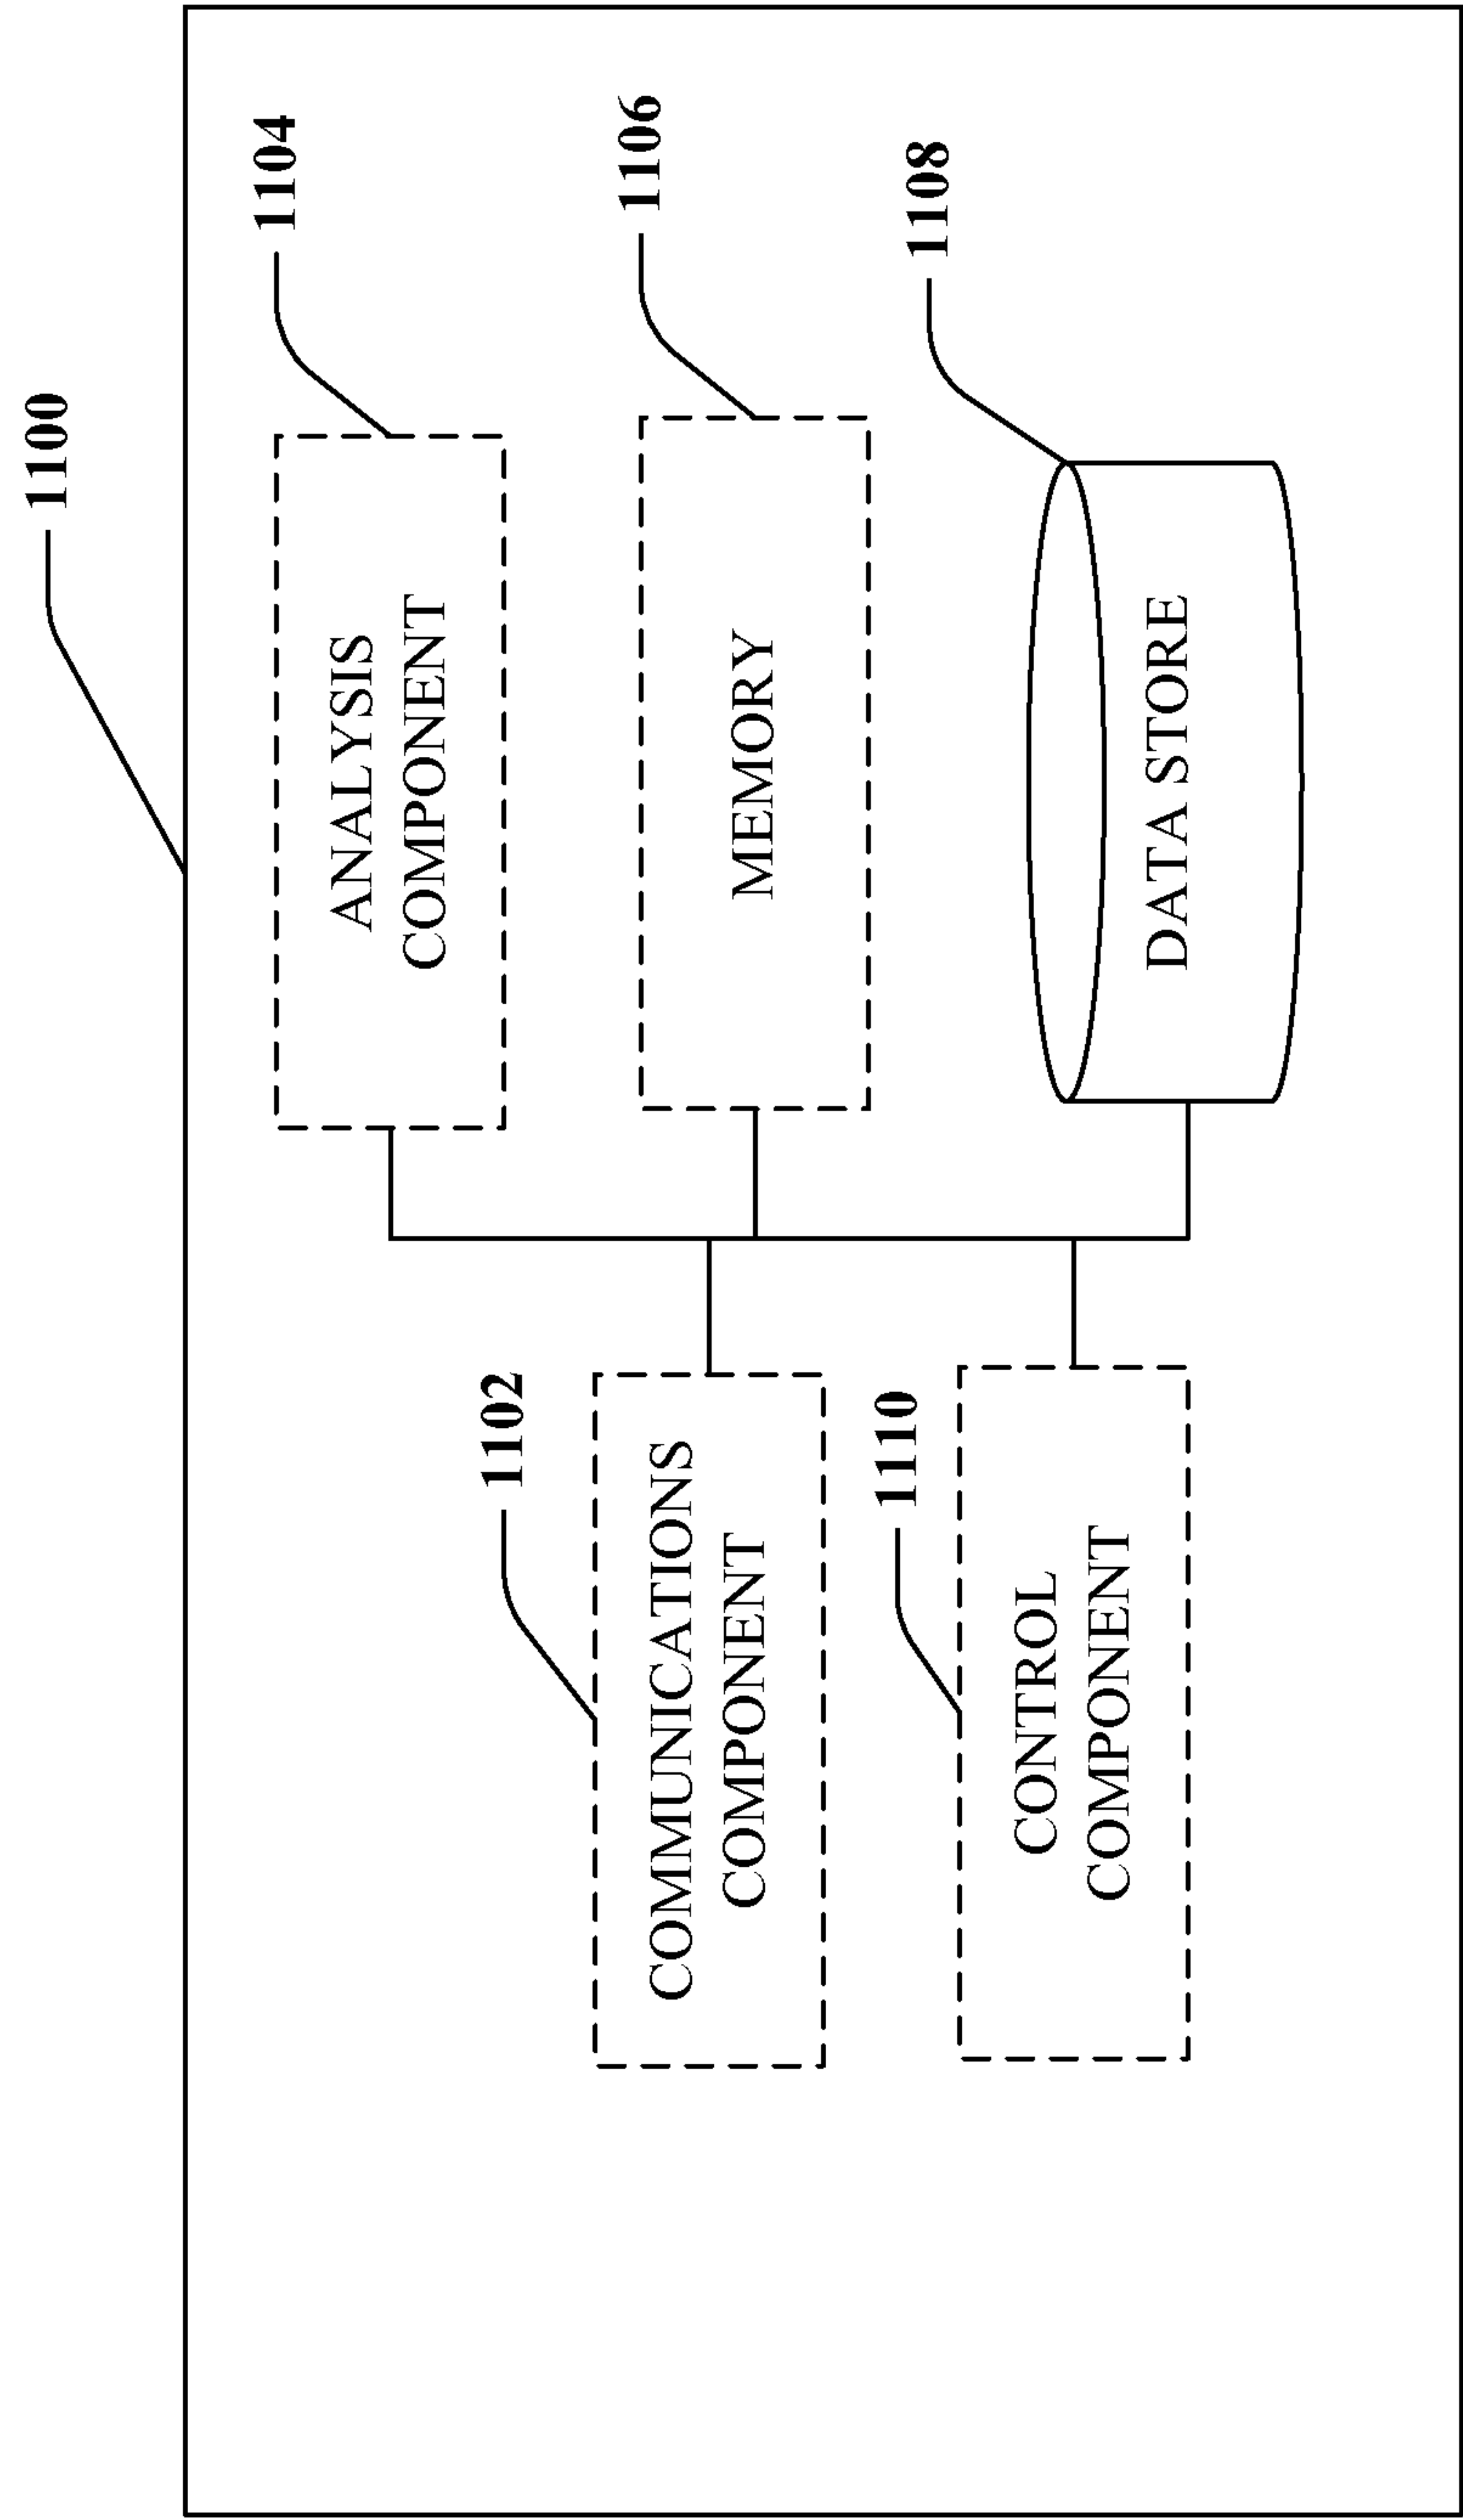 1100
1104
ANALYSIS
COMPONENT
1102
COMMUNICATIONS
COMPONENT
1106
MEMORY
1110
CONTROL
COMPONENT
1108
DATA STORE